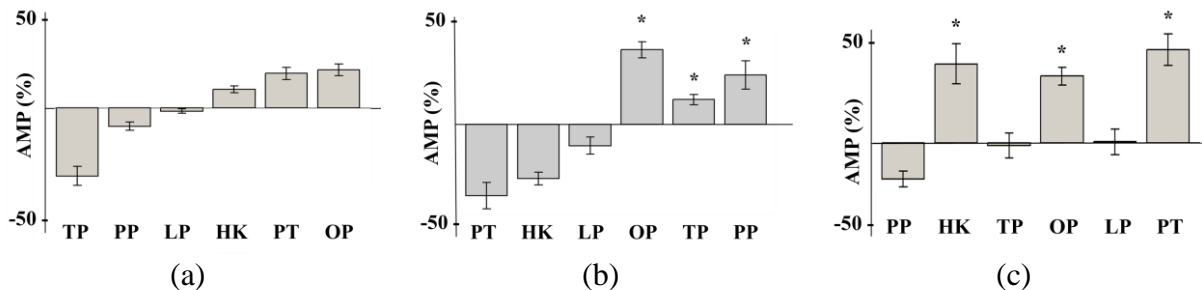 50
AMP (%)
-50
TP PP LP HK PT OP
(a)
50
* * *
AMP (%)
-50
PT HK LP OP TP PP
(b)
50
* * *
AMP (%)
-50
PP HK TP OP LP PT
(c)